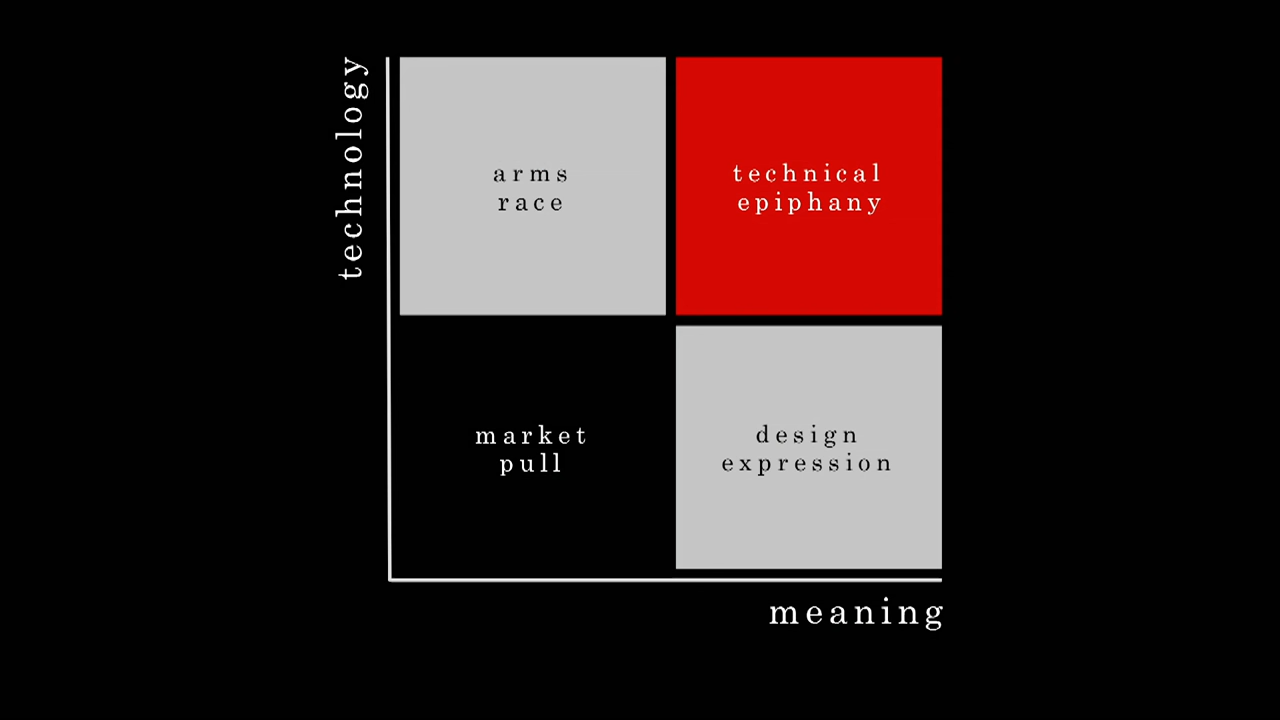 technology
arms
race
technical
epiphany
market
pull
design
expression
meaning